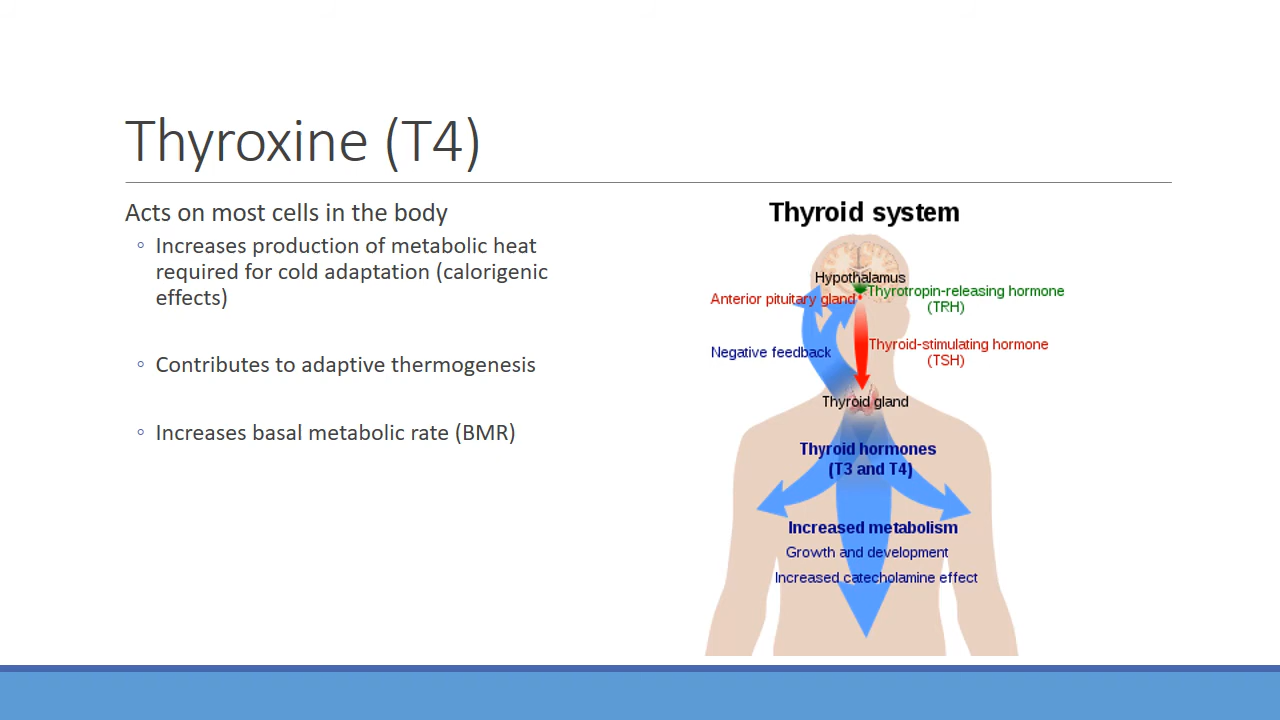 Thyroxine (T4)
Acts on most cells in the body
◦ Increases production of metabolic heat
required for cold adaptation (calorigenic
effects)
◦ Contributes to adaptive thermogenesis
◦ Increases basal metabolic rate (BMR)
Thyroid system
Hypothalamus
Thyrotropin-releasing hormone
(TRH)
Anterior pituitary gland
Thyroid-stimulating hormone
(TSH)
Negative feedback
Thyroid gland
Thyroid hormones
(T3 and T4)
Increased metabolism
Growth and development
Increased catecholamine effect